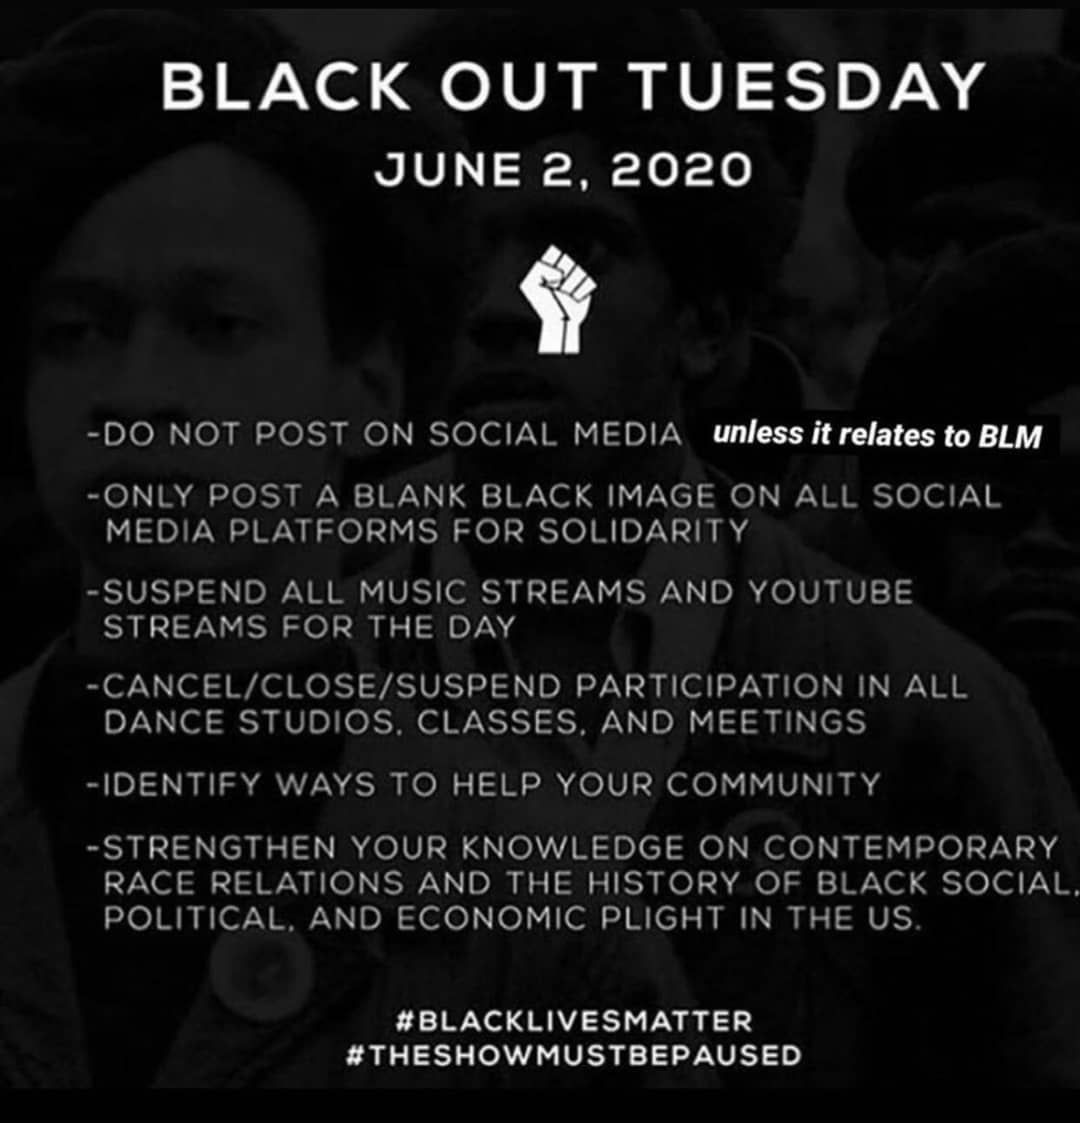 BLACK OUT TUESDAY
JUNE 2, 2020
-DO NOT POST ON SOCIAL MEDIA unless it relates to BLM
-ONLY POST A BLANK BLACK IMAGE ON ALL SOCIAL
MEDIA PLATFORMS FOR SOLIDARITY
-SUSPEND ALL MUSIC STREAMS AND YOUTUBE
STREAMS FOR THE DAY
-CANCEL/CLOSE/SUSPEND PARTICIPATION IN ALL
DANCE STUDIOS, CLASSES, AND MEETINGS
-IDENTIFY WAYS TO HELP YOUR COMMUNITY
-STRENGTHEN YOUR KNOWLEDGE ON CONTEMPORARY
RACE RELATIONS AND THE HISTORY OF BLACK SOCIAL,
POLITICAL, AND ECONOMIC PLIGHT IN THE US.
#BLACKLIVESMATTER
#THESHOWMUSTBEPAUSED